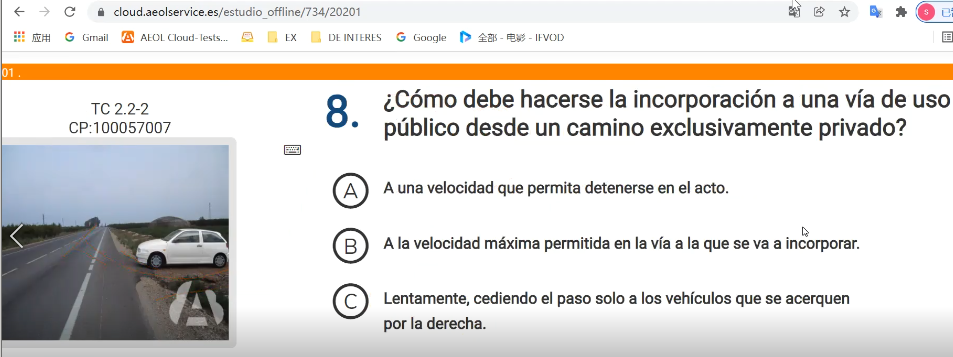 cloud.aeolservice.es/estudio_offline/734/20201
应用 Gmail AEOL Cloud-Tests... EX DE INTERES Google 全部 - 电影 - IFVOD
01 .
TC 2.2-2
CP:100057007
8. ¿Cómo debe hacerse la incorporación a una vía de uso
público desde un camino exclusivamente privado?
A A una velocidad que permita detenerse en el acto.
B A la velocidad máxima permitida en la vía a la que se va a incorporar.
C Lentamente, cediendo el paso solo a los vehículos que se acerquen
por la derecha.